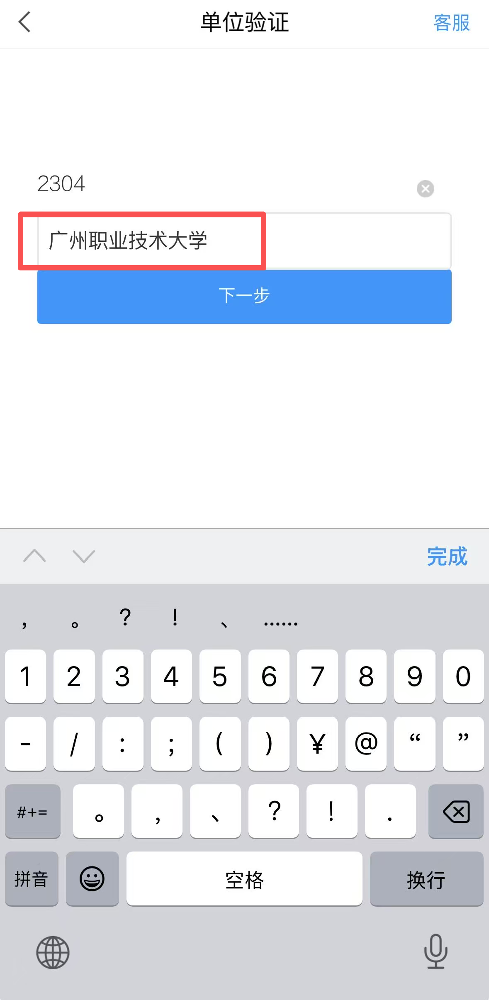 单位验证
客服
2304
广州职业技术大学
下一步
完成
， 。 ？ ！ 、 ……
1 2 3 4 5 6 7 8 9 0
- / : ; ( ) ¥ @ “ ”
#+= 。 ， 、 ？ ！ .
拼音 空格 换行